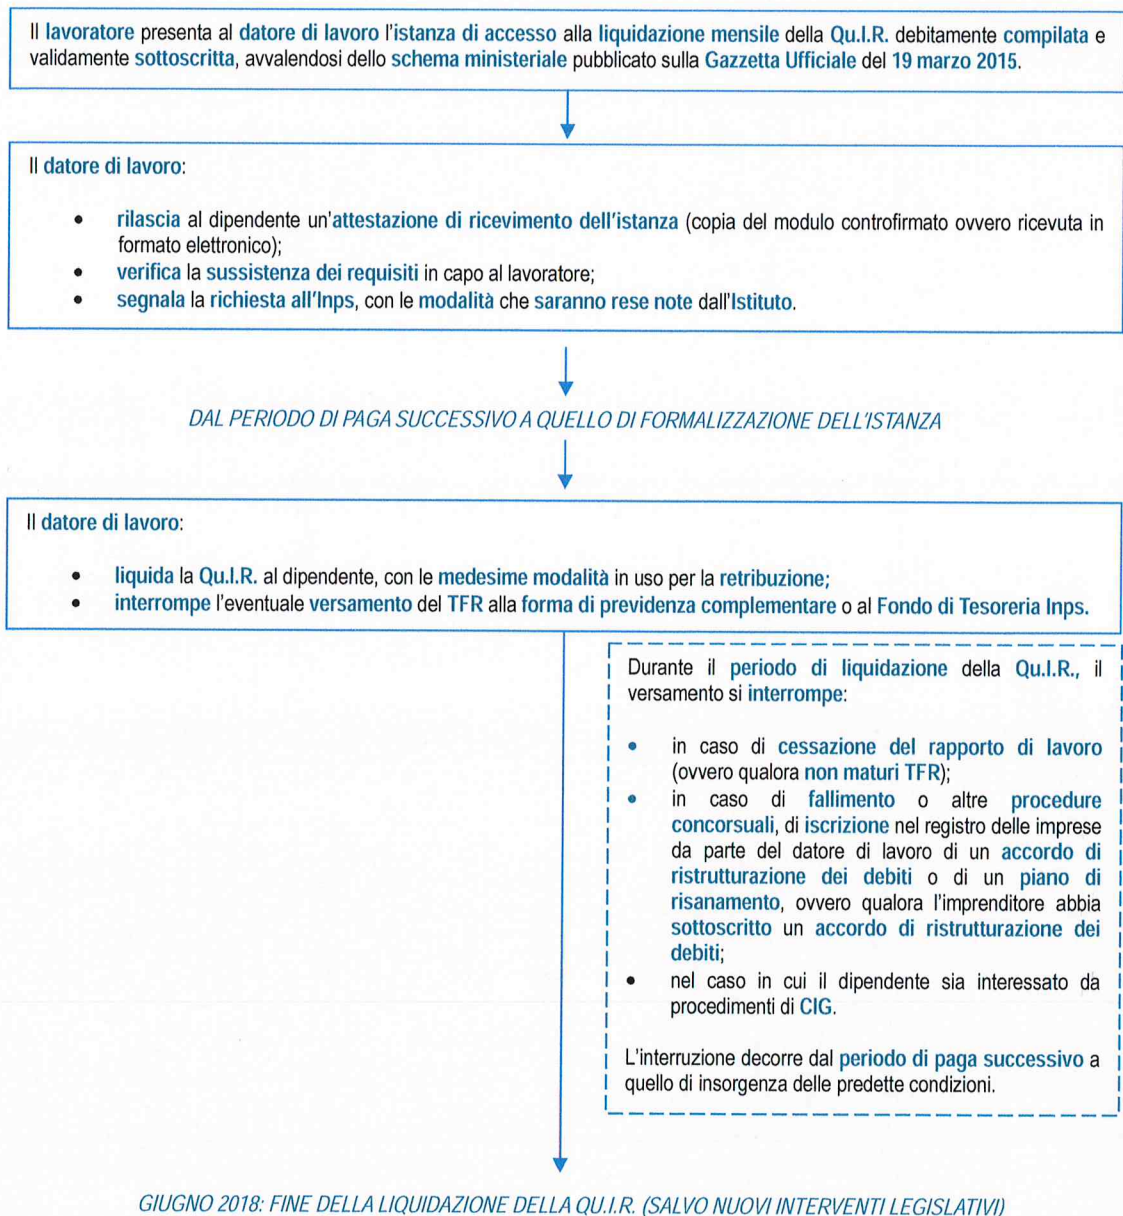 Il lavoratore presenta al datore di lavoro l'istanza di accesso alla liquidazione mensile della Qu.I.R. debitamente compilata e
validamente sottoscritta, avvalendosi dello schema ministeriale pubblicato sulla Gazzetta Ufficiale del 19 marzo 2015.
Il datore di lavoro:
• rilascia al dipendente un'attestazione di ricevimento dell'istanza (copia del modulo controfirmato ovvero ricevuta in
formato elettronico);
• verifica la sussistenza dei requisiti in capo al lavoratore;
• segnala la richiesta all'Inps, con le modalità che saranno rese note dall'Istituto.
DAL PERIODO DI PAGA SUCCESSIVO A QUELLO DI FORMALIZZAZIONE DELL'ISTANZA
Il datore di lavoro:
• liquida la Qu.I.R. al dipendente, con le medesime modalità in uso per la retribuzione;
• interrompe l'eventuale versamento del TFR alla forma di previdenza complementare o al Fondo di Tesoreria Inps.
Durante il periodo di liquidazione della Qu.I.R., il
versamento si interrompe:
• in caso di cessazione del rapporto di lavoro
(ovvero qualora non maturi TFR);
• in caso di fallimento o altre procedure
concorsuali, di iscrizione nel registro delle imprese
da parte del datore di lavoro di un accordo di
ristrutturazione dei debiti o di un piano di
risanamento, ovvero qualora l'imprenditore abbia
sottoscritto un accordo di ristrutturazione dei
debiti;
• nel caso in cui il dipendente sia interessato da
procedimenti di CIG.
L'interruzione decorre dal periodo di paga successivo a
quello di insorgenza delle predette condizioni.
GIUGNO 2018: FINE DELLA LIQUIDAZIONE DELLA QU.I.R. (SALVO NUOVI INTERVENTI LEGISLATIVI)